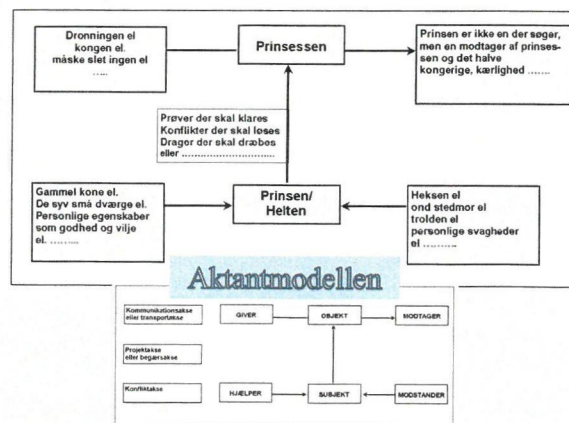 Dronningen el
kongen el.
måske slet ingen el
.....
Prinsessen
Prinsen er ikke en der søger,
men en modtager af prinses-
sen og det halve
kongerige, kærlighed .......
Prøver der skal klares
Konflikter der skal løses
Drager der skal dræbes
eller ..............................
Gammel kone el.
De syv små dværge el.
Personlige egenskaber
som godhed og vilje
el. .........
Prinsen/
Helten
Heksen el
ond stedmor el
trolden el
personlige svagheder
el ..........
Aktantmodellen
Kommunikationsakse
eller transportakse
GIVER
OBJEKT
MODTAGER
Projektakse
eller begærsakse
Konfliktakse
HJÆLPER
SUBJEKT
MODSTANDER